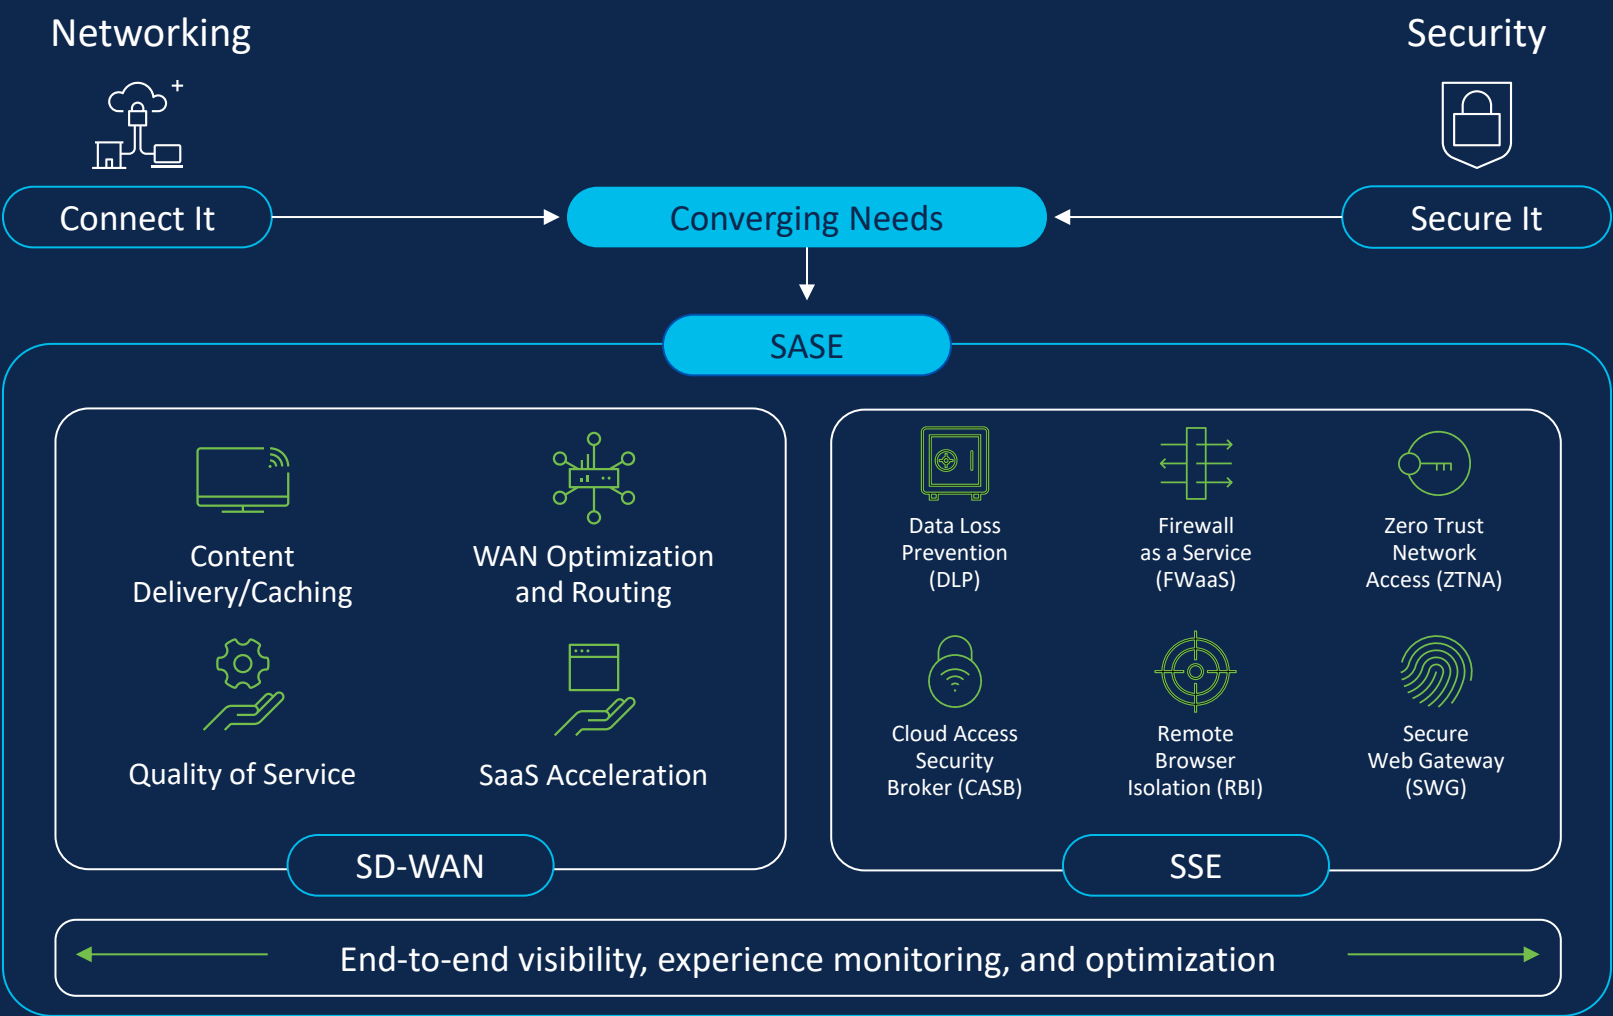 Networking
Security
Connect It
Converging Needs
Secure It
SASE
Content
Delivery/Caching
WAN Optimization
and Routing
Quality of Service
SaaS Acceleration
SD-WAN
Data Loss
Prevention
(DLP)
Firewall
as a Service
(FWaaS)
Zero Trust
Network
Access (ZTNA)
Cloud Access
Security
Broker (CASB)
Remote
Browser
Isolation (RBI)
Secure
Web Gateway
(SWG)
SSE
End-to-end visibility, experience monitoring, and optimization